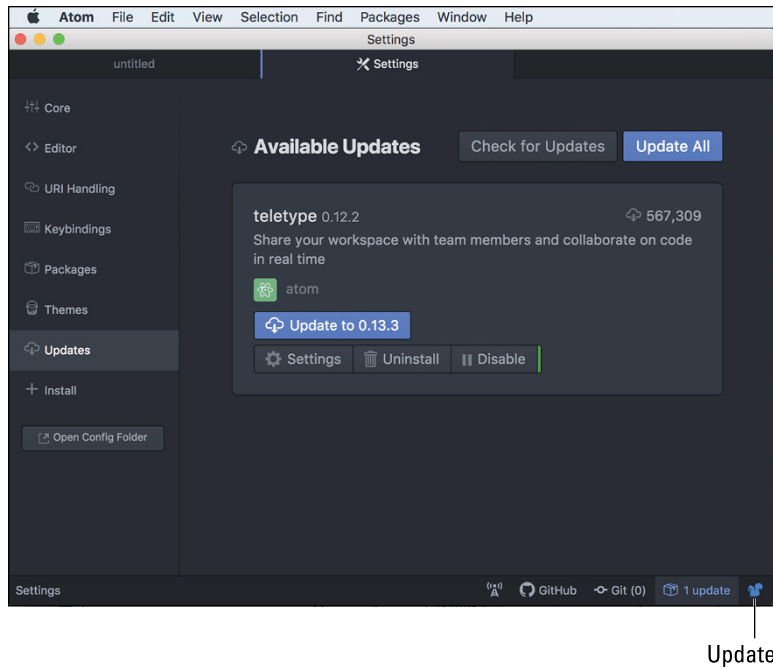 Atom File Edit View Selection Find Packages Window Help
Settings
untitled
Settings
Core
Editor
URI Handling
Keybindings
Packages
Themes
Updates
Install
Open Config Folder
Available Updates
Check for Updates
Update All
teletype 0.12.2
567,309
Share your workspace with team members and collaborate on code
in real time
atom
Update to 0.13.3
Settings
Uninstall
Disable
Settings
GitHub
Git (0)
1 update
Update